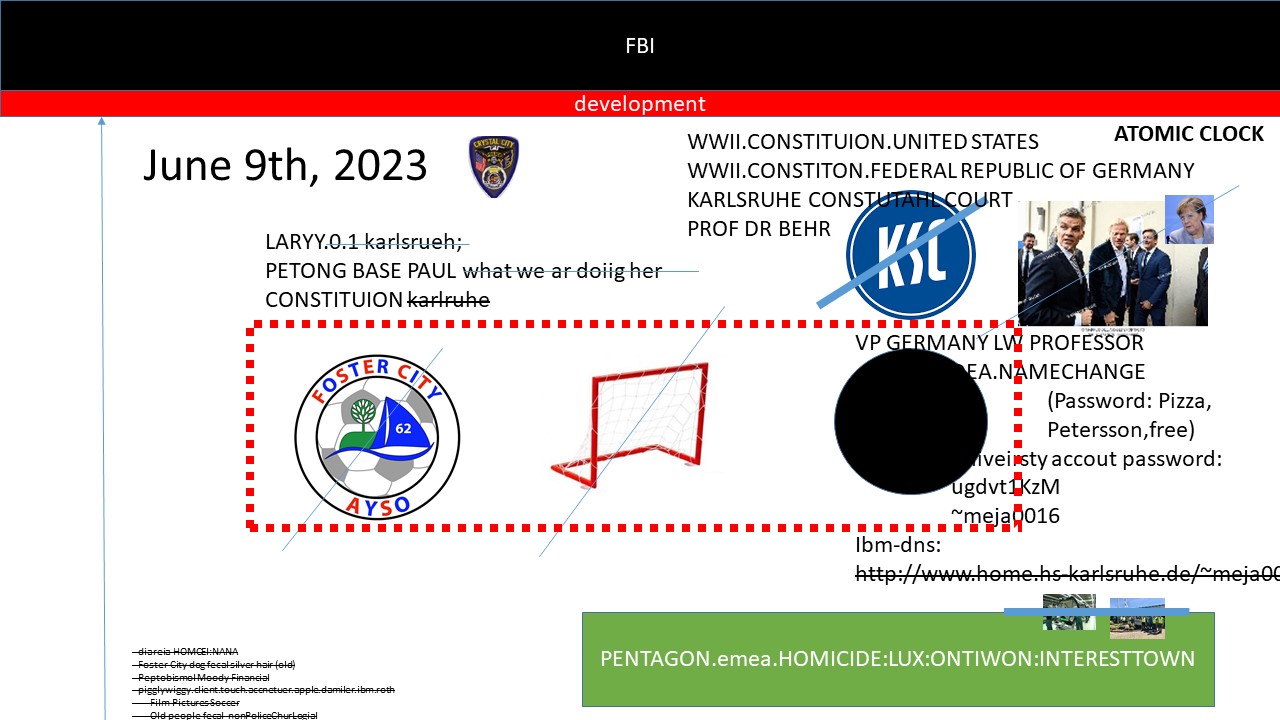 FBI
development
ATOMIC CLOCK
June 9th, 2023
CRYSTAL CITY
WWII.CONSTITUION.UNITED STATES
WWII.CONSTITON.FEDERAL REPUBLIC OF GERMANY
KARLSRUHE CONSTUTAHL COURT
PROF DR BEHR
KSC
LARYY.0.1 karlsrueh;
PETONG BASE PAUL what we ar doiig her
CONSTITUION karlruhe
FOSTER CITY
62
AYSO
VP GERMANY LW PROFESSOR
EA.NAMECHANGE
(Password: Pizza,
Petersson,free)
accout password:
ugdvt1KzM
~meja0016
Ibm-dns:
http://www.home.hs-karlsruhe.de/~meja00
PENTAGON.emea.HOMICIDE:LUX:ONTIWON:INTERESTTOWN
- diareia HOMCEI:NANA
- Foster City dog fecal silver hair (old)
- Peptobismol Moody Financial
- pigglywiggy.client.touch.accnetuer.apple.damiler.ibm.roth
- Film Pictures Soccer
- Old people fecal nonPoliceChurLogial